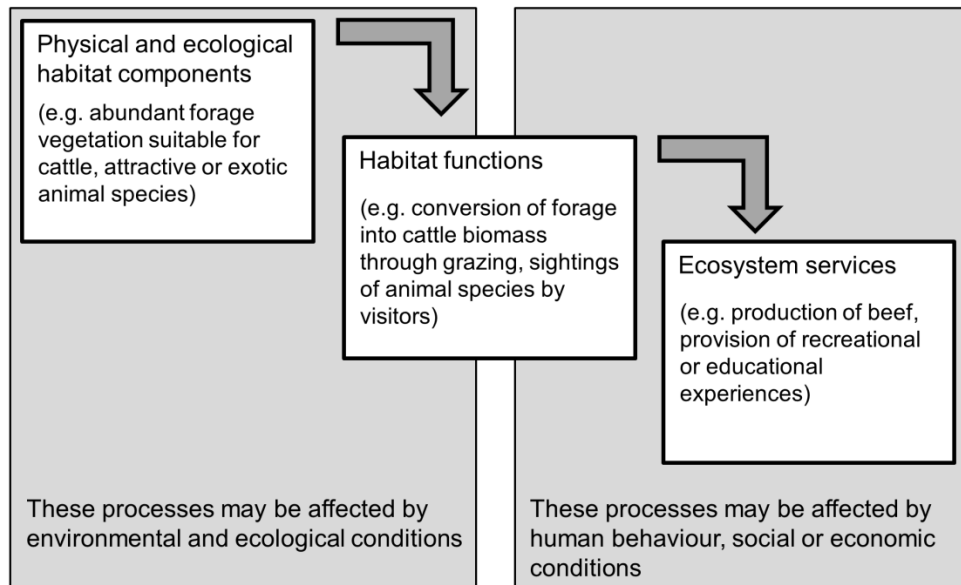 Physical and ecological
habitat components
(e.g. abundant forage
vegetation suitable for
cattle, attractive or exotic
animal species)
Habitat functions
(e.g. conversion of forage
into cattle biomass
through grazing, sightings
of animal species by
visitors)
Ecosystem services
(e.g. production of beef,
provision of recreational
or educational
experiences)
These processes may be affected by
environmental and ecological conditions
These processes may be affected by
human behaviour, social or economic
conditions